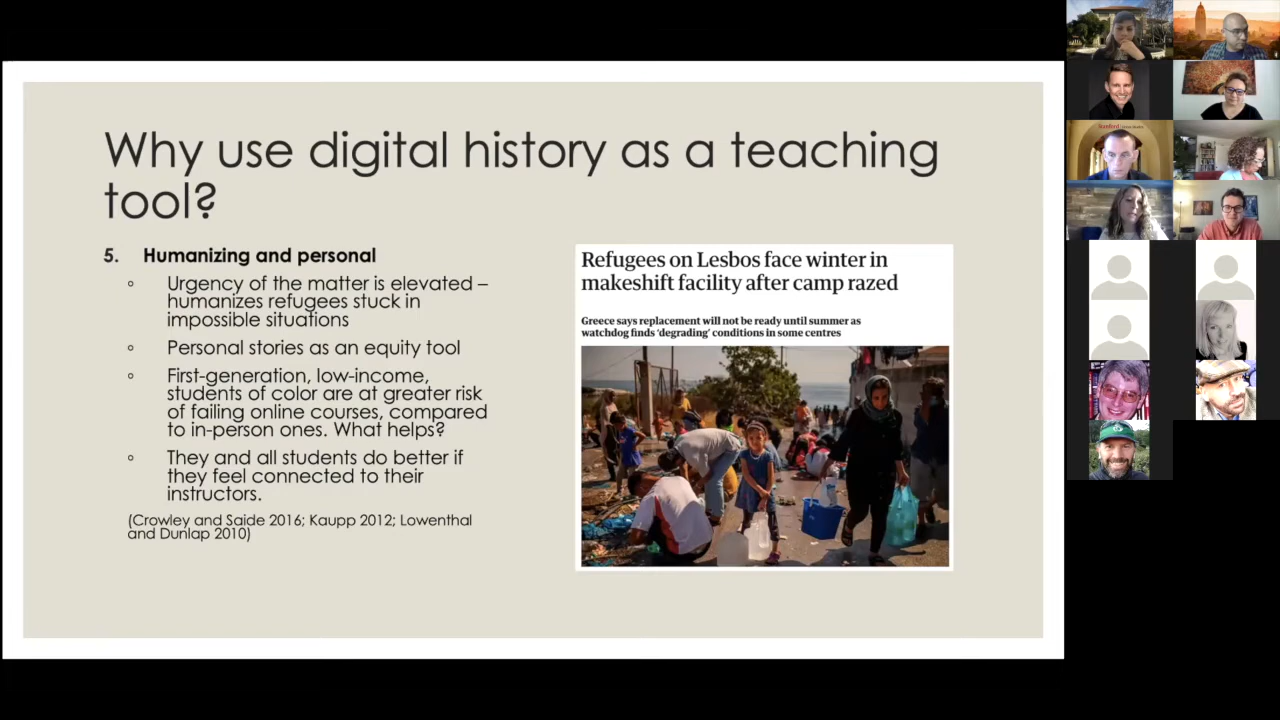 Why use digital history as a teaching
tool?
5. Humanizing and personal
Urgency of the matter is elevated –
humanizes refugees stuck in
impossible situations
Personal stories as an equity tool
First-generation, low-income,
students of color are at greater risk
of failing online courses, compared
to in-person ones. What helps?
They and all students do better if
they feel connected to their
instructors.
(Crowley and Saide 2016; Kaupp 2012; Lowenthal
and Dunlap 2010)
Refugees on Lesbos face winter in
makeshift facility after camp razed
Greece says replacement will not be ready until summer as
watchdog finds 'degrading' conditions in some centres